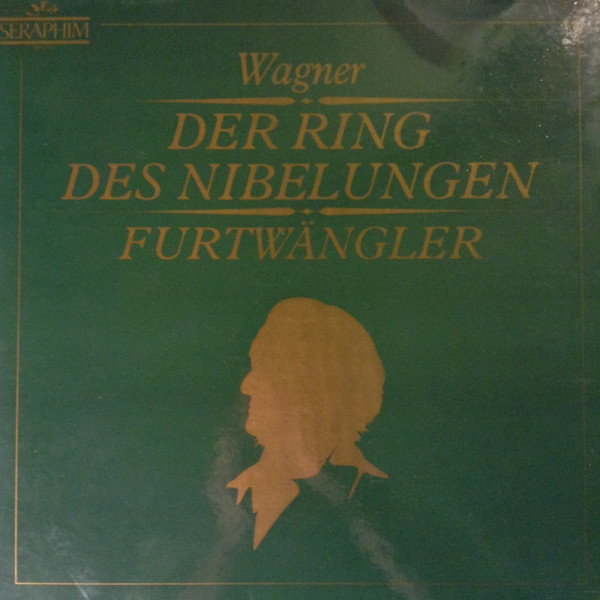 SERAPHIM
Wagner
DER RING
DES NIBELUNGEN
FURTWÄNGLER